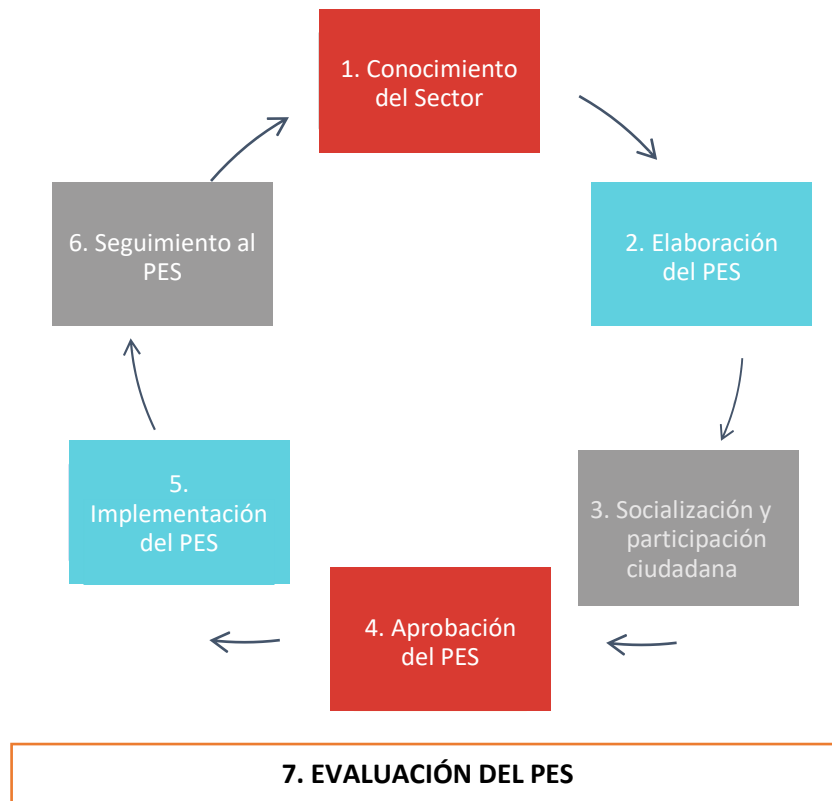 1. Conocimiento
del Sector
2. Elaboración
del PES
3. Socialización y
participación
ciudadana
4. Aprobación
del PES
5.
Implementación
del PES
6. Seguimiento al
PES
7. EVALUACIÓN DEL PES